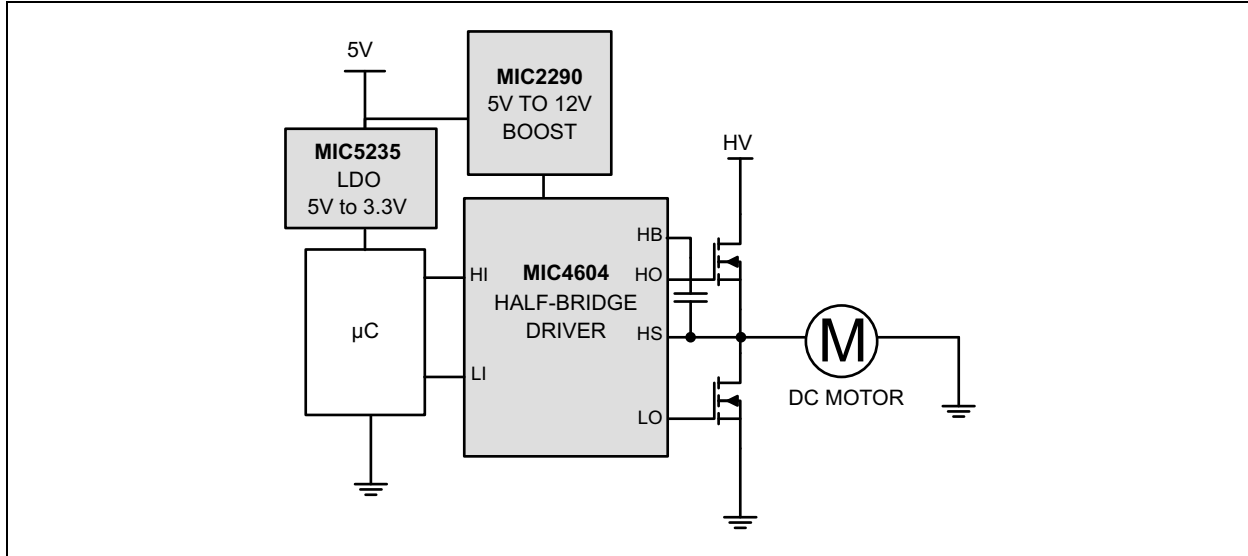 5V
MIC2290
5V TO 12V
BOOST
MIC5235
LDO
5V to 3.3V
HV
HB
HI
MIC4604
HO
HALF-BRIDGE
DRIVER
µC
HS
M
LI
DC MOTOR
LO